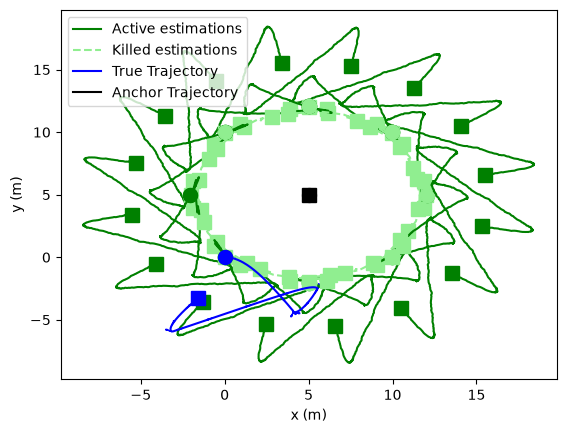 Active estimations
Killed estimations
True Trajectory
Anchor Trajectory
15
10
5
0
−5
y (m)
−5
0
5
10
15
x (m)